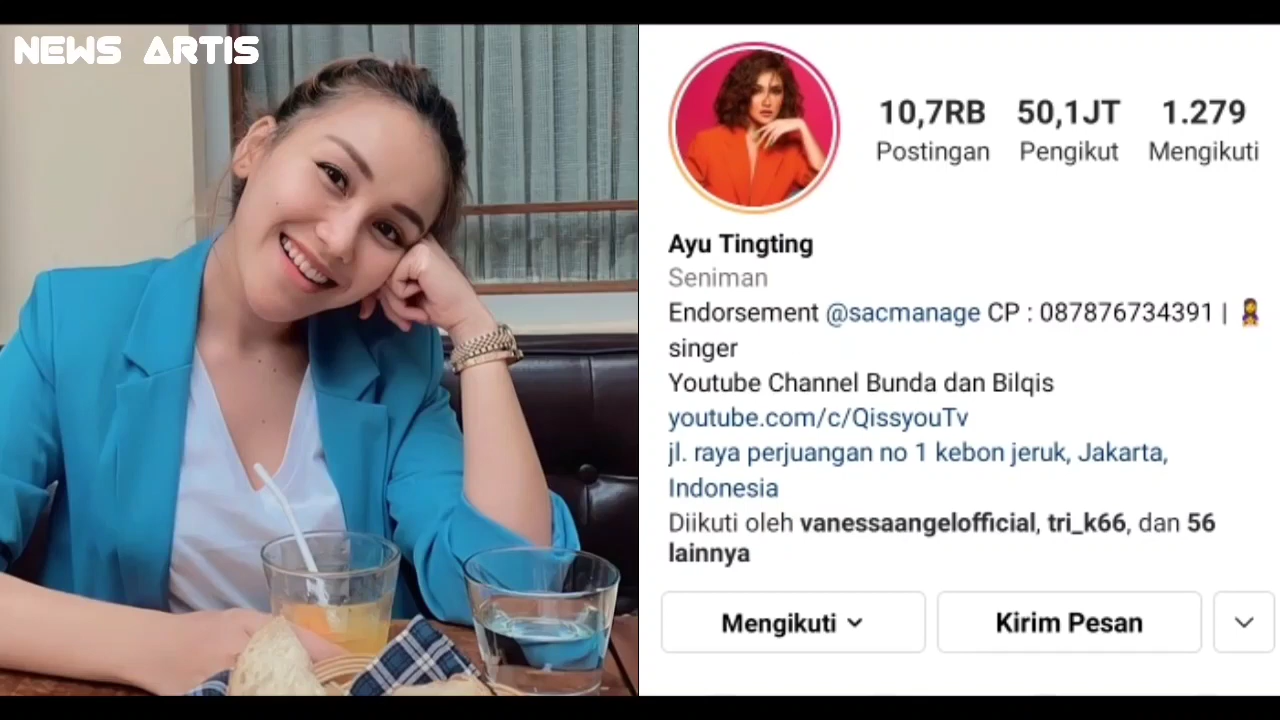 NEWS ARTIS
10,7RB 50,1JT 1.279
Postingan Pengikut Mengikuti
Ayu Tingting
Seniman
Endorsement @sacmanage CP : 087876734391 |
singer
Youtube Channel Bunda dan Bilqis
youtube.com/c/QissyouTv
jl. raya perjuangan no 1 kebon jeruk, Jakarta,
Indonesia
Diikuti oleh vanessaangelofficial, tri_k66, dan 56
lainnya
Mengikuti
Kirim Pesan